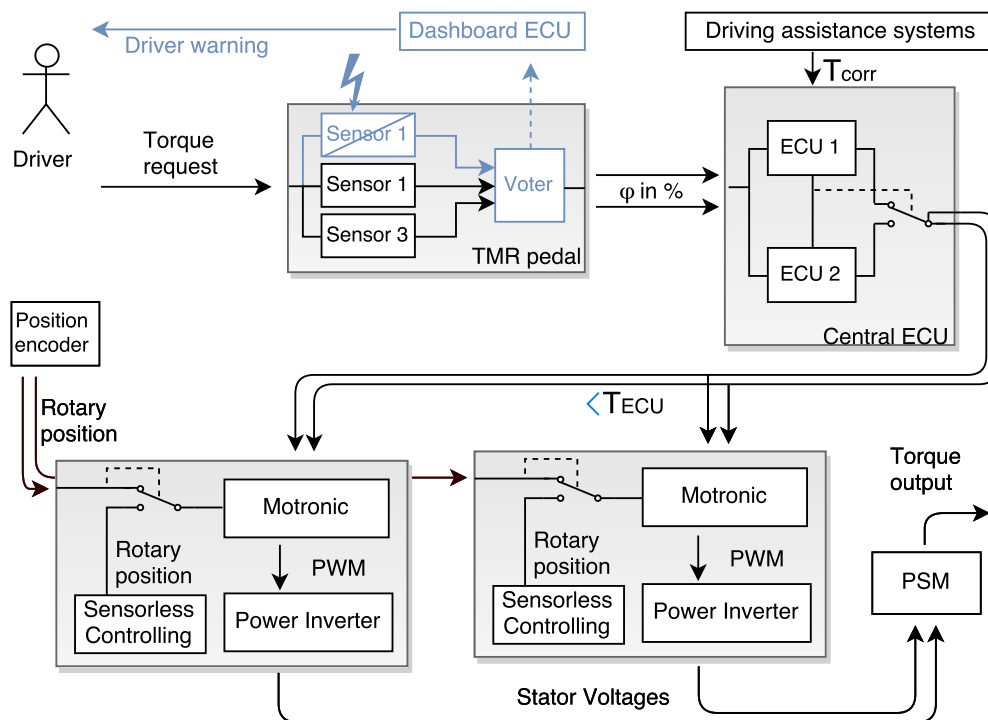 Dashboard ECU
Driving assistance systems
Driver warning
Tcorr
Driver
Torque
request
Sensor 1
Sensor 1
Sensor 3
Voter
TMR pedal
φ in %
ECU 1
ECU 2
Central ECU
Position
encoder
Rotary
position
<TECU
Motronic
Rotary
position
PWM
Sensorless
Controlling
Power Inverter
Motronic
Rotary
position
PWM
Sensorless
Controlling
Power Inverter
Torque
output
PSM
Stator Voltages